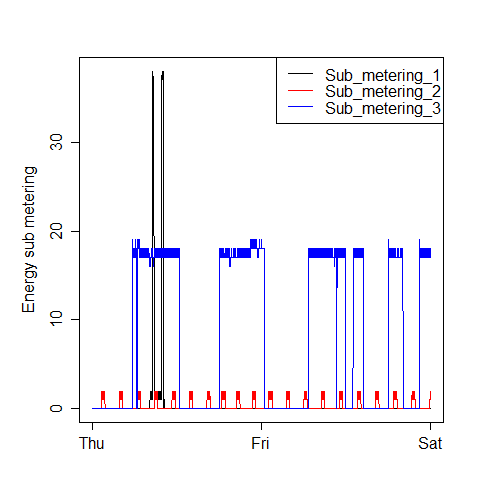 Sub_metering_1
Sub_metering_2
Sub_metering_3
Energy sub metering
30
20
10
0
Thu Fri Sat